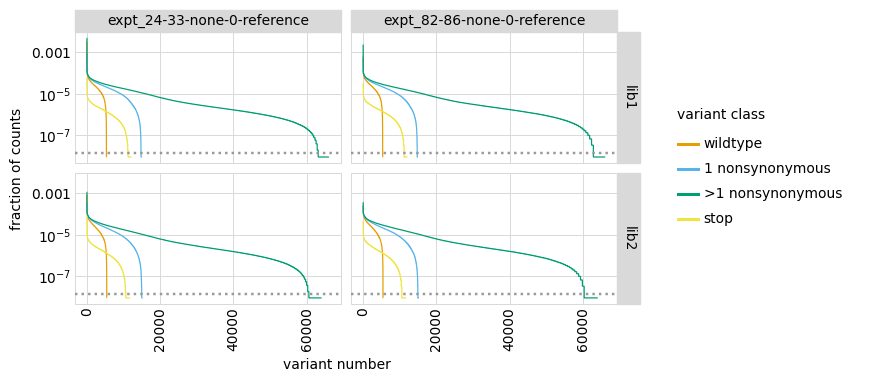 expt_24-33-none-0-reference
expt_82-86-none-0-reference
0.001
10⁻⁵
10⁻⁷
lib1
0.001
10⁻⁵
10⁻⁷
lib2
fraction of counts
0
20000
40000
60000
0
20000
40000
60000
variant number
variant class
wildtype
1 nonsynonymous
>1 nonsynonymous
stop